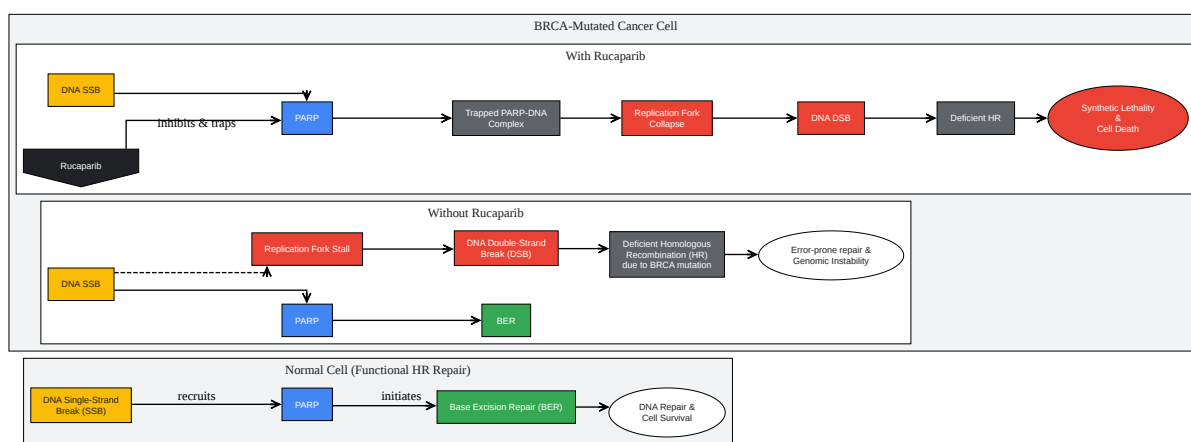 BRCA-Mutated Cancer Cell
With Rucaparib
DNA SSB
inhibits & traps
Rucaparib
PARP
Trapped PARP-DNA
Complex
Replication Fork
Collapse
DNA DSB
Deficient HR
Synthetic Lethality
&
Cell Death
Without Rucaparib
DNA SSB
Replication Fork Stall
DNA Double-Strand
Break (DSB)
Deficient Homologous
Recombination (HR)
due to BRCA mutation
Error-prone repair &
Genomic Instability
PARP
BER
Normal Cell (Functional HR Repair)
DNA Single-Strand
Break (SSB)
recruits
PARP
initiates
Base Excision Repair (BER)
DNA Repair &
Cell Survival